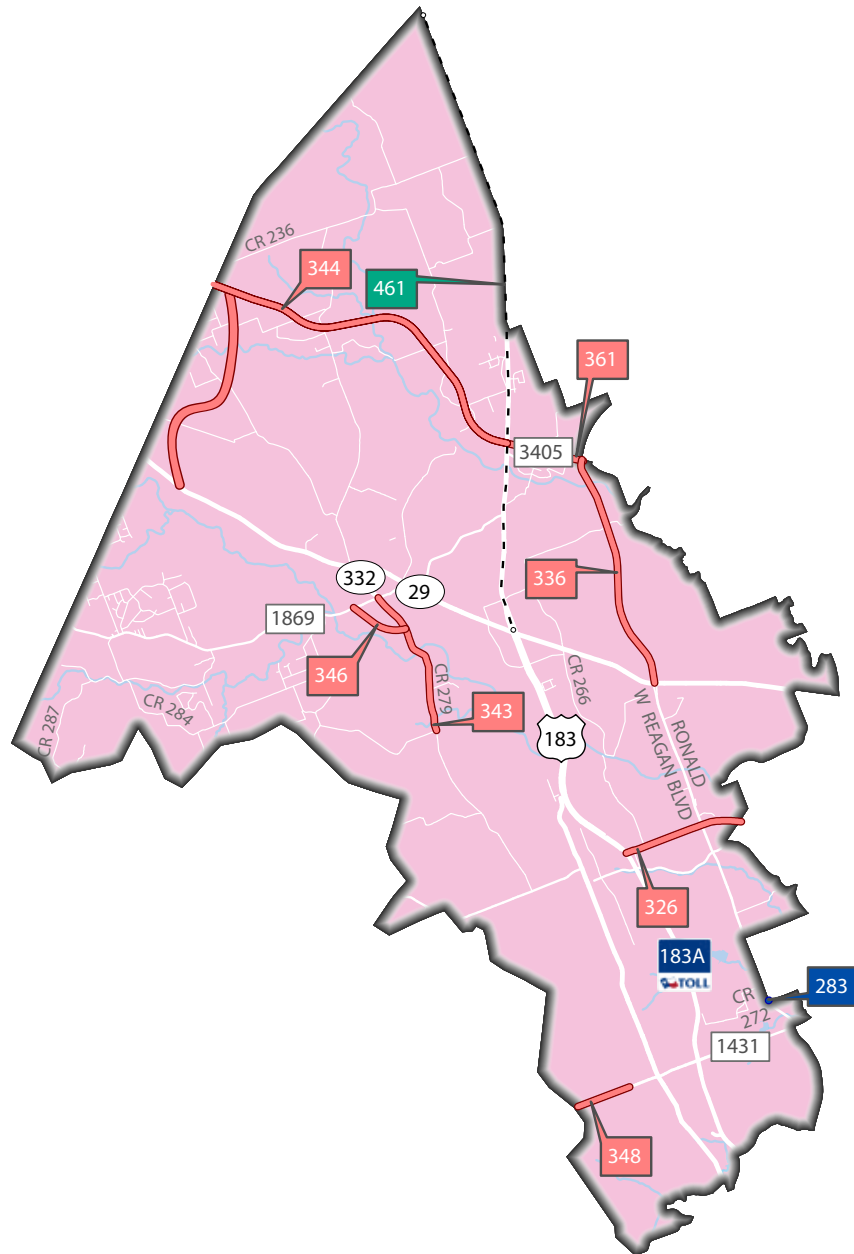 CR 236
344
461
361
3405
332
29
336
1869
346
CR 279
343
CR 266
CR 284
CR 287
183
RONALD
W REAGAN BLVD
326
183A
TOLL
283
CR
272
1431
348